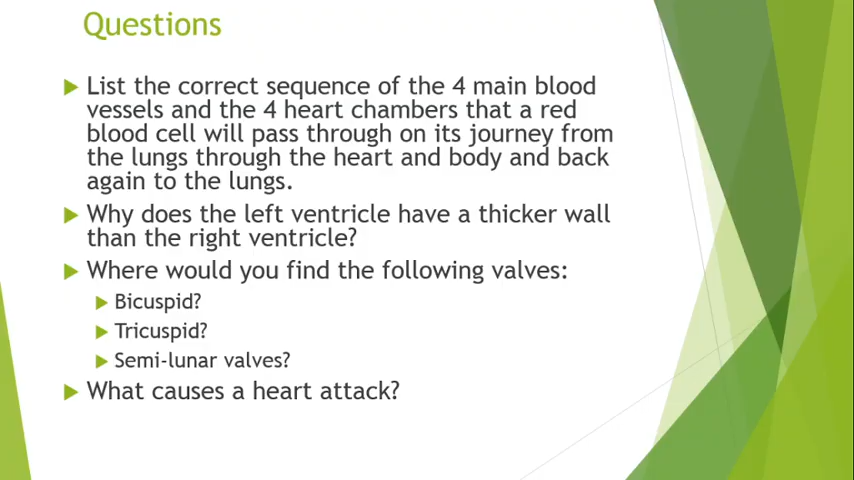 Questions
List the correct sequence of the 4 main blood
vessels and the 4 heart chambers that a red
blood cell will pass through on its journey from
the lungs through the heart and body and back
again to the lungs.
Why does the left ventricle have a thicker wall
than the right ventricle?
Where would you find the following valves:
Bicuspid?
Tricuspid?
Semi-lunar valves?
What causes a heart attack?